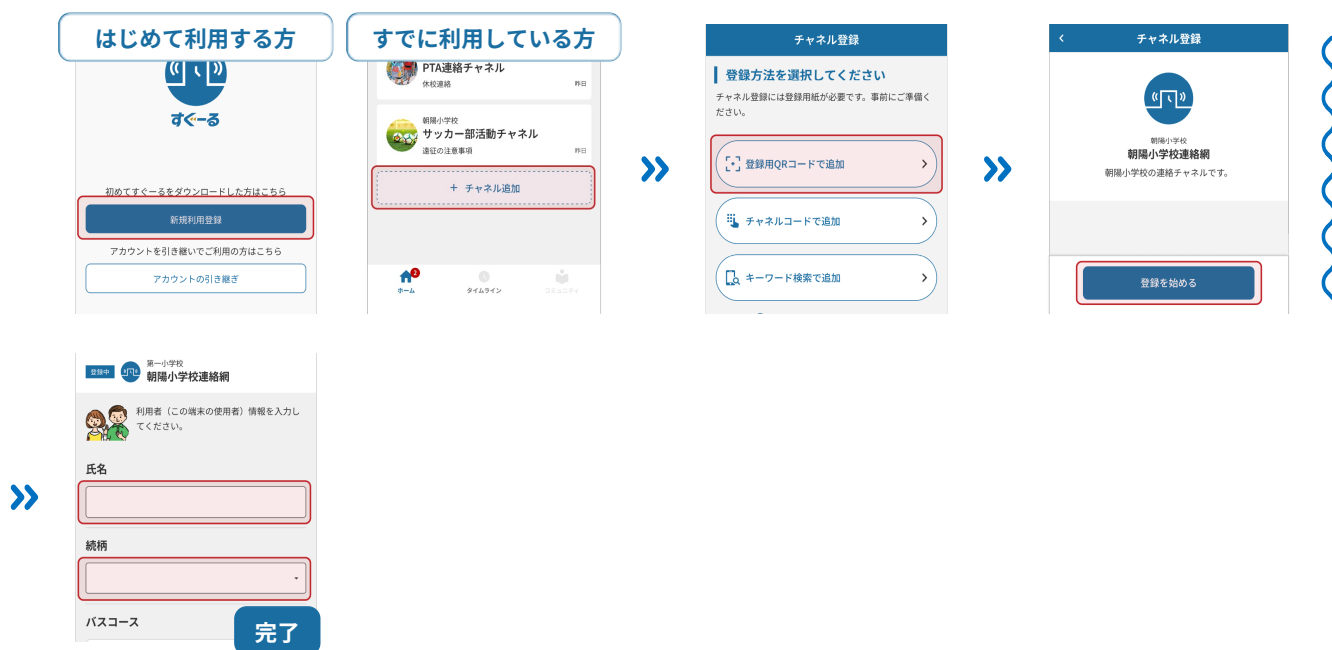 はじめて利用する方
すぐーる
初めてすぐーるをダウンロードした方はこちら
新規利用登録
アカウントを引き継いでご利用の方はこちら
アカウントの引き継ぎ
すでに利用している方
PTA連絡チャネル
休校連絡
昨日
朝陽小学校
サッカー部活動チャネル
遠征の注意事項
昨日
+ チャネル追加
2
ホーム
タイムライン
コミュニティ
チャネル登録
登録方法を選択してください
チャネル登録には登録用紙が必要です。事前にご準備く
ださい。
登録用QRコードで追加
チャネルコードで追加
キーワード検索で追加
チャネル登録
朝陽小学校
朝陽小学校連絡網
朝陽小学校の連絡チャネルです。
登録を始める
登録中
第一小学校
朝陽小学校連絡網
利用者（この端末の使用者）情報を入力し
てください。
氏名
続柄
バスコース
完了